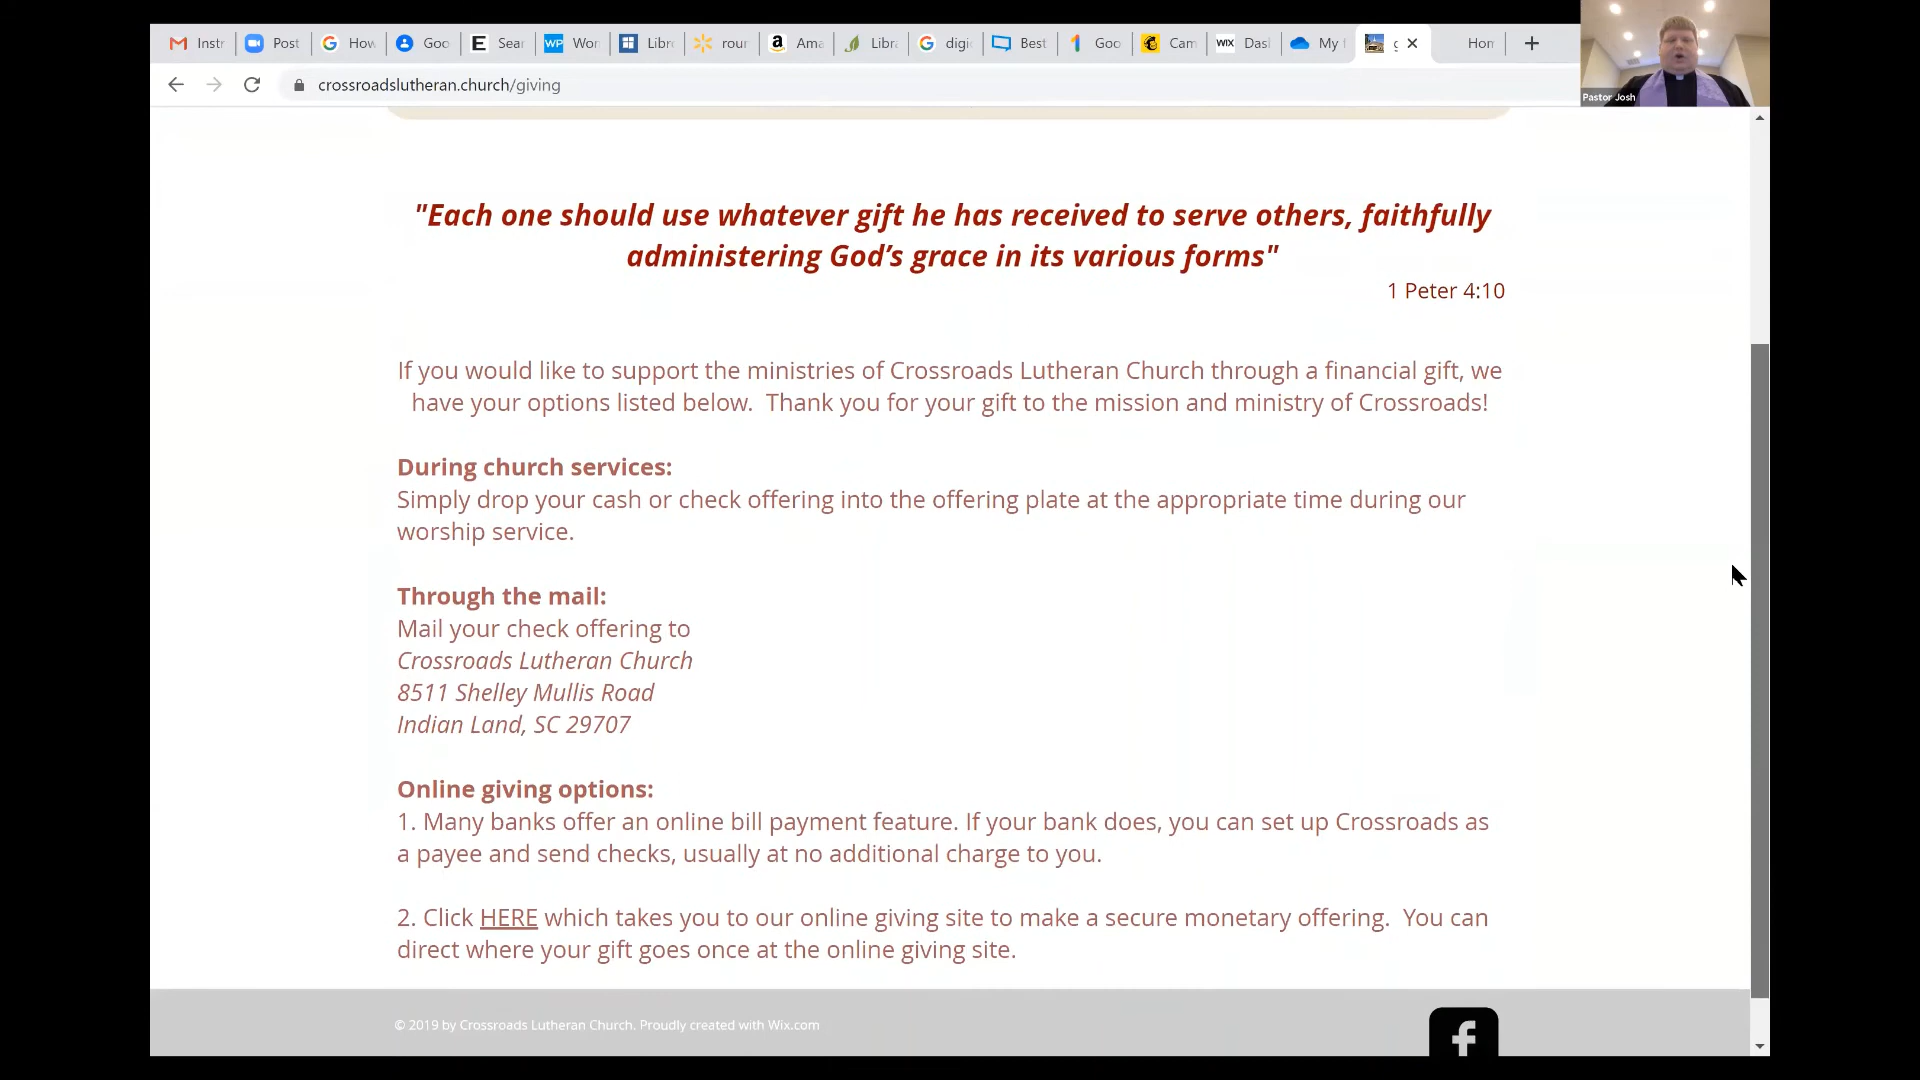 Instr
Post
How
Goo
Sear
Wor
Libr
rour
Ama
Libra
digi
Best
Goo
Cam
WIX Das
My
Hom
crossroadslutheran.church/giving
Pastor Josh
"Each one should use whatever gift he has received to serve others, faithfully
administering God’s grace in its various forms"
1 Peter 4:10
If you would like to support the ministries of Crossroads Lutheran Church through a financial gift, we
have your options listed below.  Thank you for your gift to the mission and ministry of Crossroads!
During church services:
Simply drop your cash or check offering into the offering plate at the appropriate time during our
worship service.
Through the mail:
Mail your check offering to
Crossroads Lutheran Church
8511 Shelley Mullis Road
Indian Land, SC 29707
Online giving options:
1. Many banks offer an online bill payment feature. If your bank does, you can set up Crossroads as
a payee and send checks, usually at no additional charge to you.
2. Click HERE which takes you to our online giving site to make a secure monetary offering.  You can
direct where your gift goes once at the online giving site.
© 2019 by Crossroads Lutheran Church. Proudly created with Wix.com